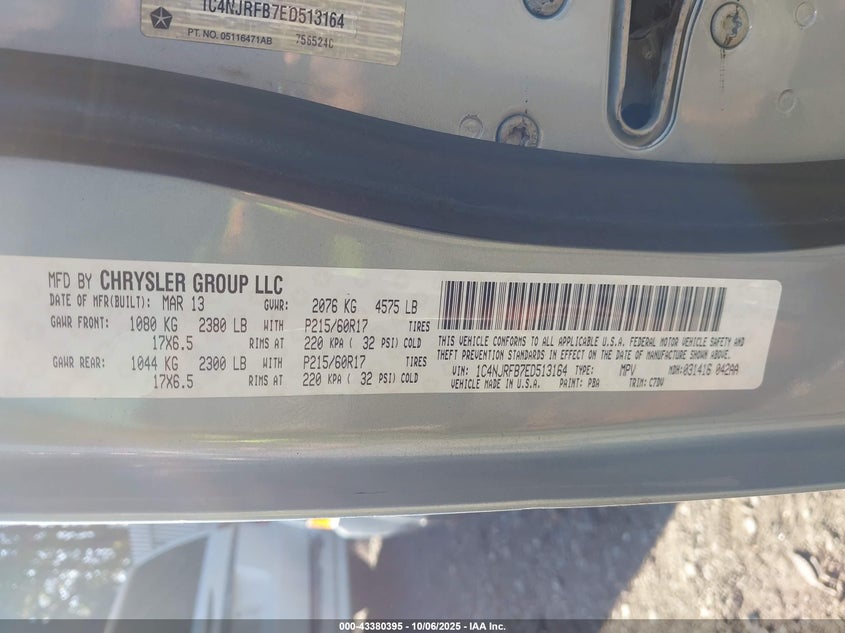 1C4NJRFB7ED513164
PT. NO. 05116471AB 756524C
MFD BY CHRYSLER GROUP LLC
DATE OF MFR(BUILT): MAR 13 GVWR: 2076 KG 4575 LB
GAWR FRONT: 1080 KG 2380 LB WITH P215/60R17 TIRES
17X6.5 RIMS AT 220 KPA ( 32 PSI) COLD
GAWR REAR: 1044 KG 2300 LB WITH P215/60R17 TIRES
17X6.5 RIMS AT 220 KPA ( 32 PSI) COLD
THIS VEHICLE CONFORMS TO ALL APPLICABLE U.S.A. FEDERAL MOTOR VEHICLE SAFETY AND
THEFT PREVENTION STANDARDS IN EFFECT ON THE DATE OF MANUFACTURE SHOWN ABOVE.
VIN: 1C4NJRFB7ED513164 TYPE: MPV MDH: 031416 042AA
VEHICLE MADE IN U.S.A. PAINT: PBA TRIM: C7DV
000-43380395 - 10/06/2025 - IAA Inc.